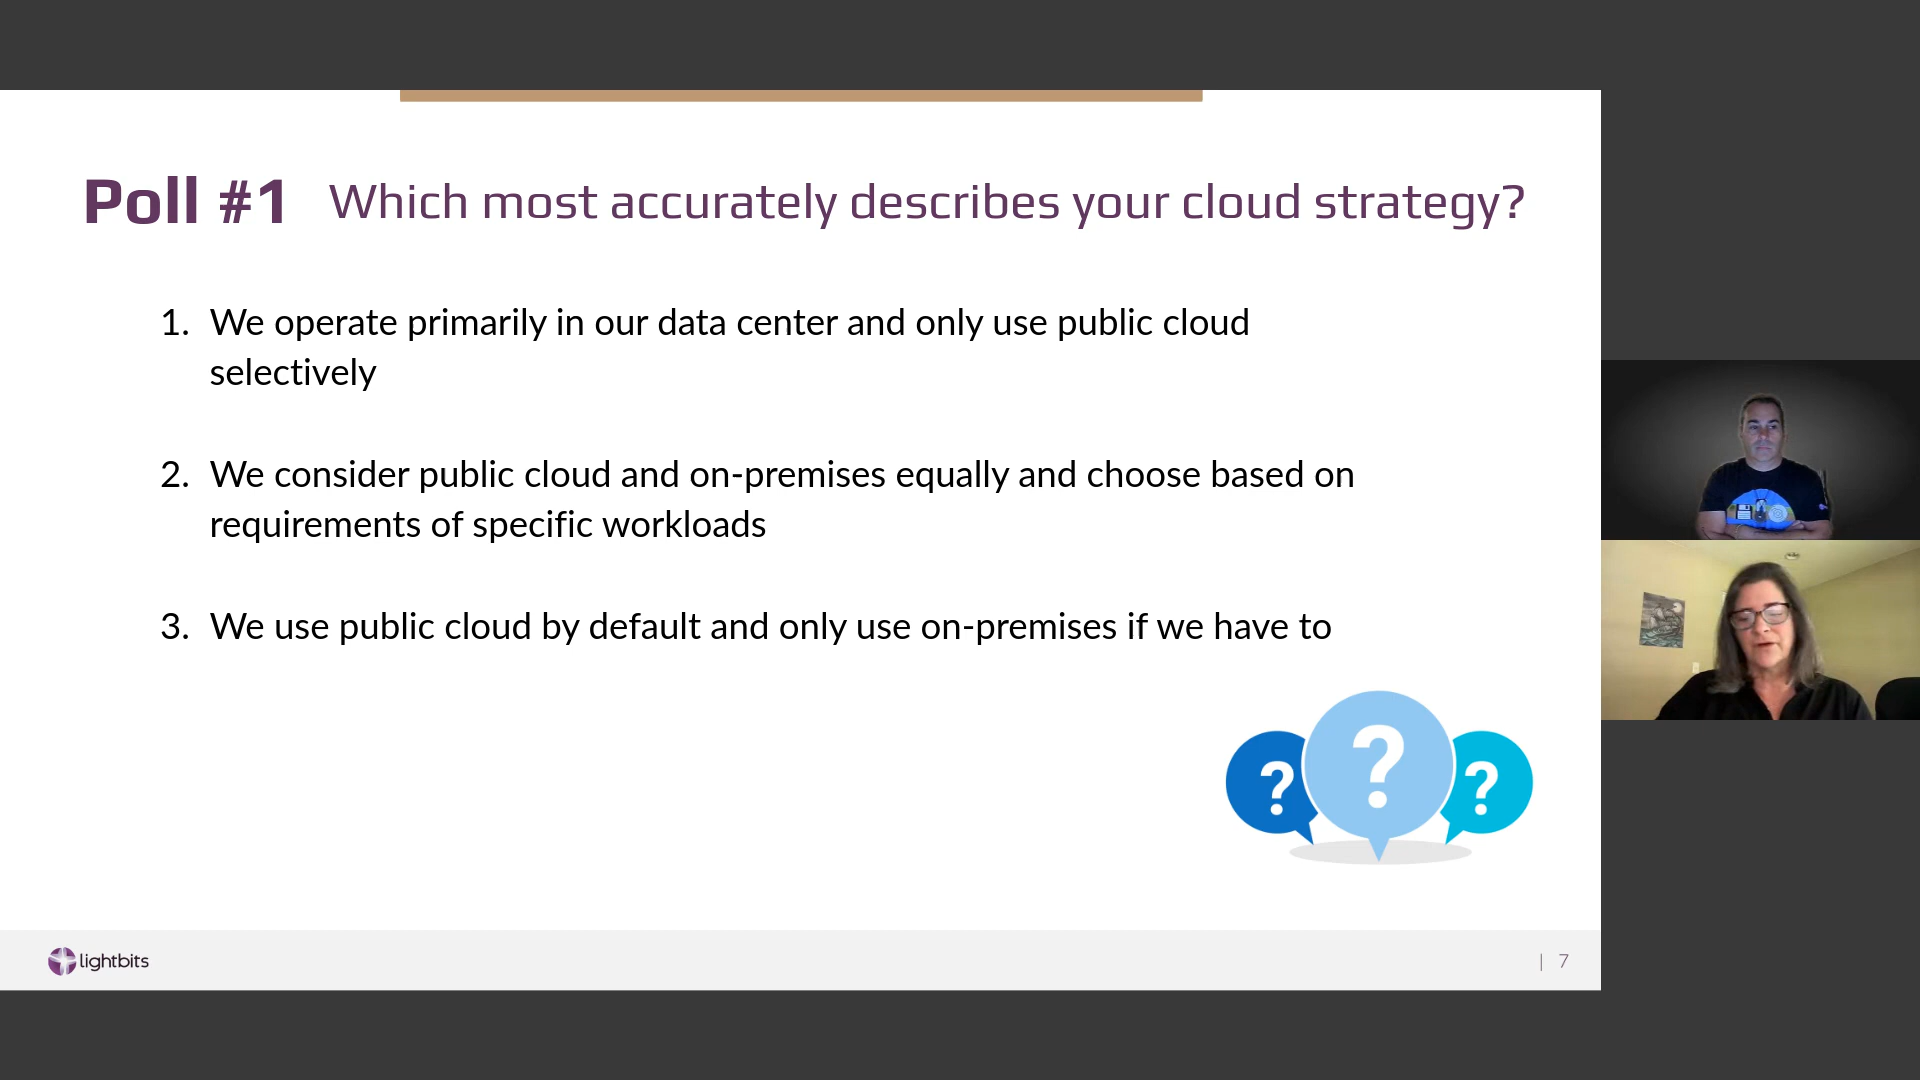 Poll #1 Which most accurately describes your cloud strategy?
1. We operate primarily in our data center and only use public cloud
selectively
2. We consider public cloud and on-premises equally and choose based on
requirements of specific workloads
3. We use public cloud by default and only use on-premises if we have to
? ? ?
lightbits
| 7